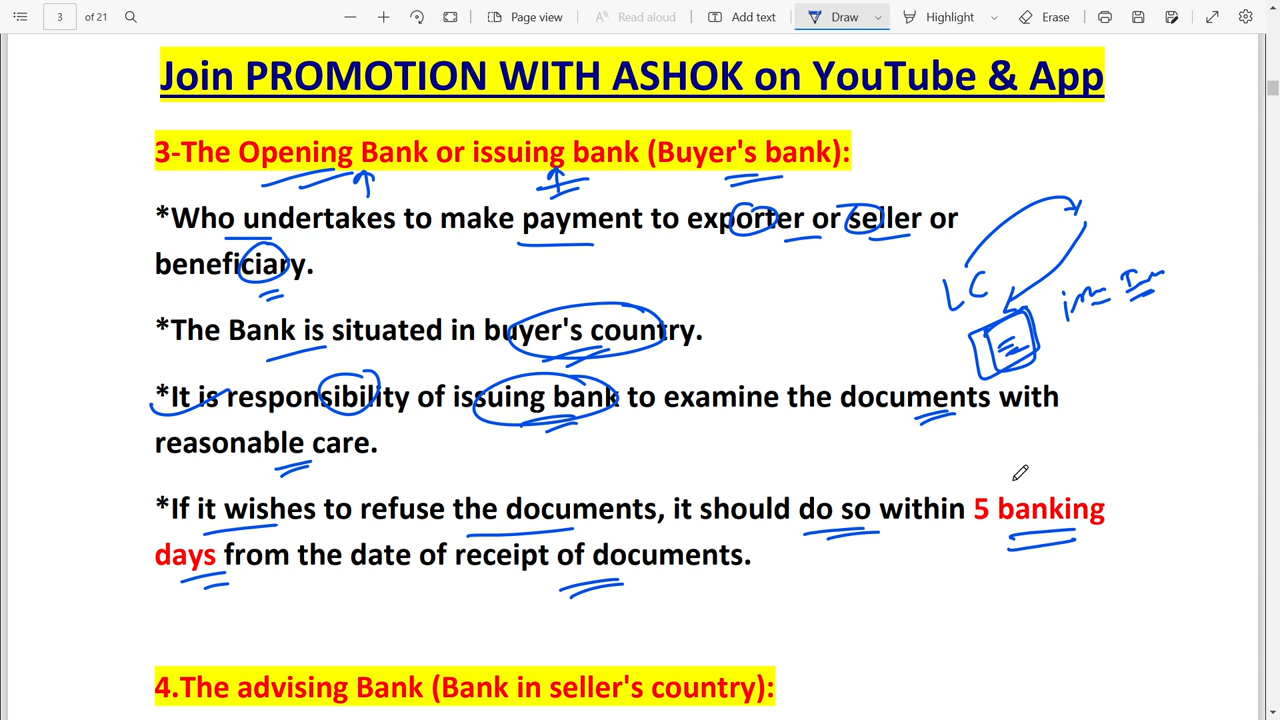 3 of 21 Page view Read aloud Add text Draw Highlight Erase
Join PROMOTION WITH ASHOK on YouTube & App
3-The Opening Bank or issuing bank (Buyer's bank):
*Who undertakes to make payment to exporter or seller or
beneficiary.
LC
*The Bank is situated in buyer's country.
*It is responsibility of issuing bank to examine the documents with
reasonable care.
*If it wishes to refuse the documents, it should do so within 5 banking
days from the date of receipt of documents.
4.The advising Bank (Bank in seller's country):